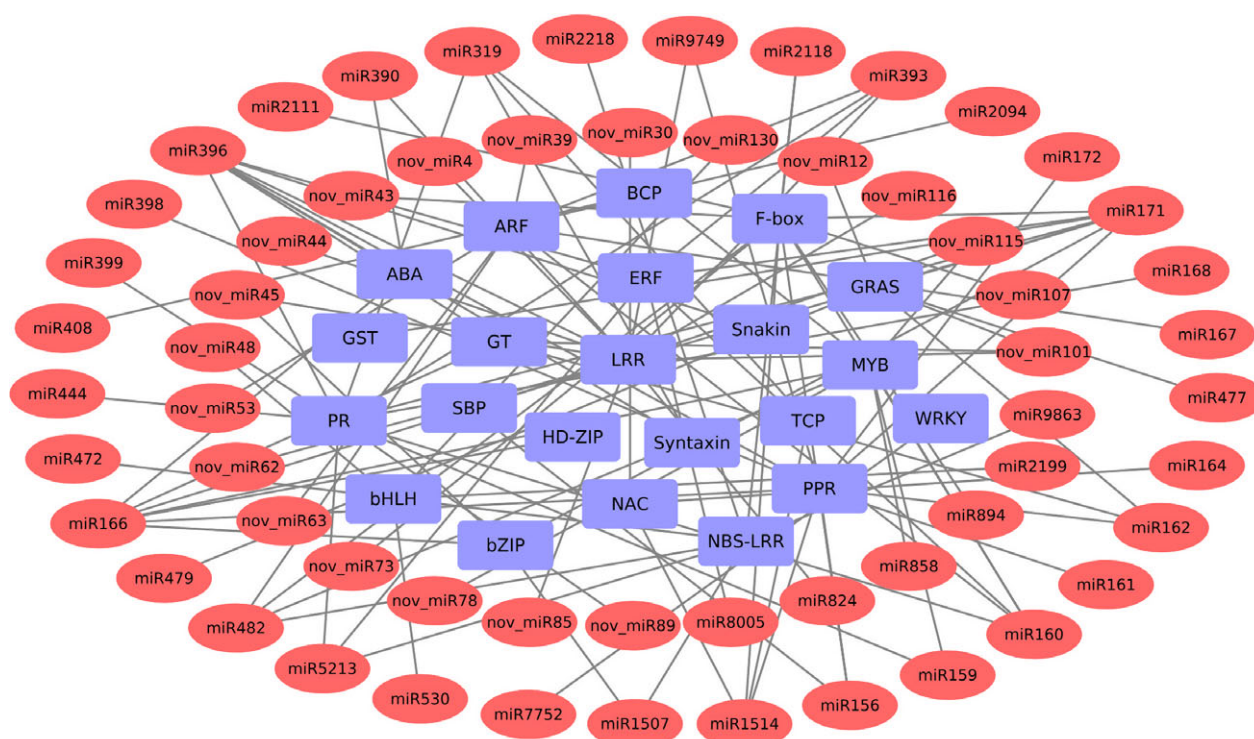 miR2218
miR9749
miR319
miR2118
miR390
miR393
miR2111
miR2094
nov_miR39
nov_miR30
nov_miR130
miR396
nov_miR4
nov_miR12
miR172
miR398
nov_miR43
BCP
nov_miR116
miR171
ARF
F-box
nov_miR44
nov_miR115
miR399
ABA
ERF
GRAS
miR168
nov_miR45
nov_miR107
miR408
GST
GT
Snakin
miR167
nov_miR48
LRR
MYB
nov_miR101
miR444
nov_miR53
SBP
miR477
PR
HD-ZIP
Syntaxin
TCP
WRKY
miR9863
miR472
nov_miR62
miR2199
miR164
bHLH
NAC
PPR
miR166
nov_miR63
bZIP
NBS-LRR
miR894
miR162
miR479
nov_miR73
miR858
miR161
miR482
nov_miR78
nov_miR85
nov_miR89
miR8005
miR824
miR160
miR5213
miR159
miR530
miR7752
miR1507
miR1514
miR156